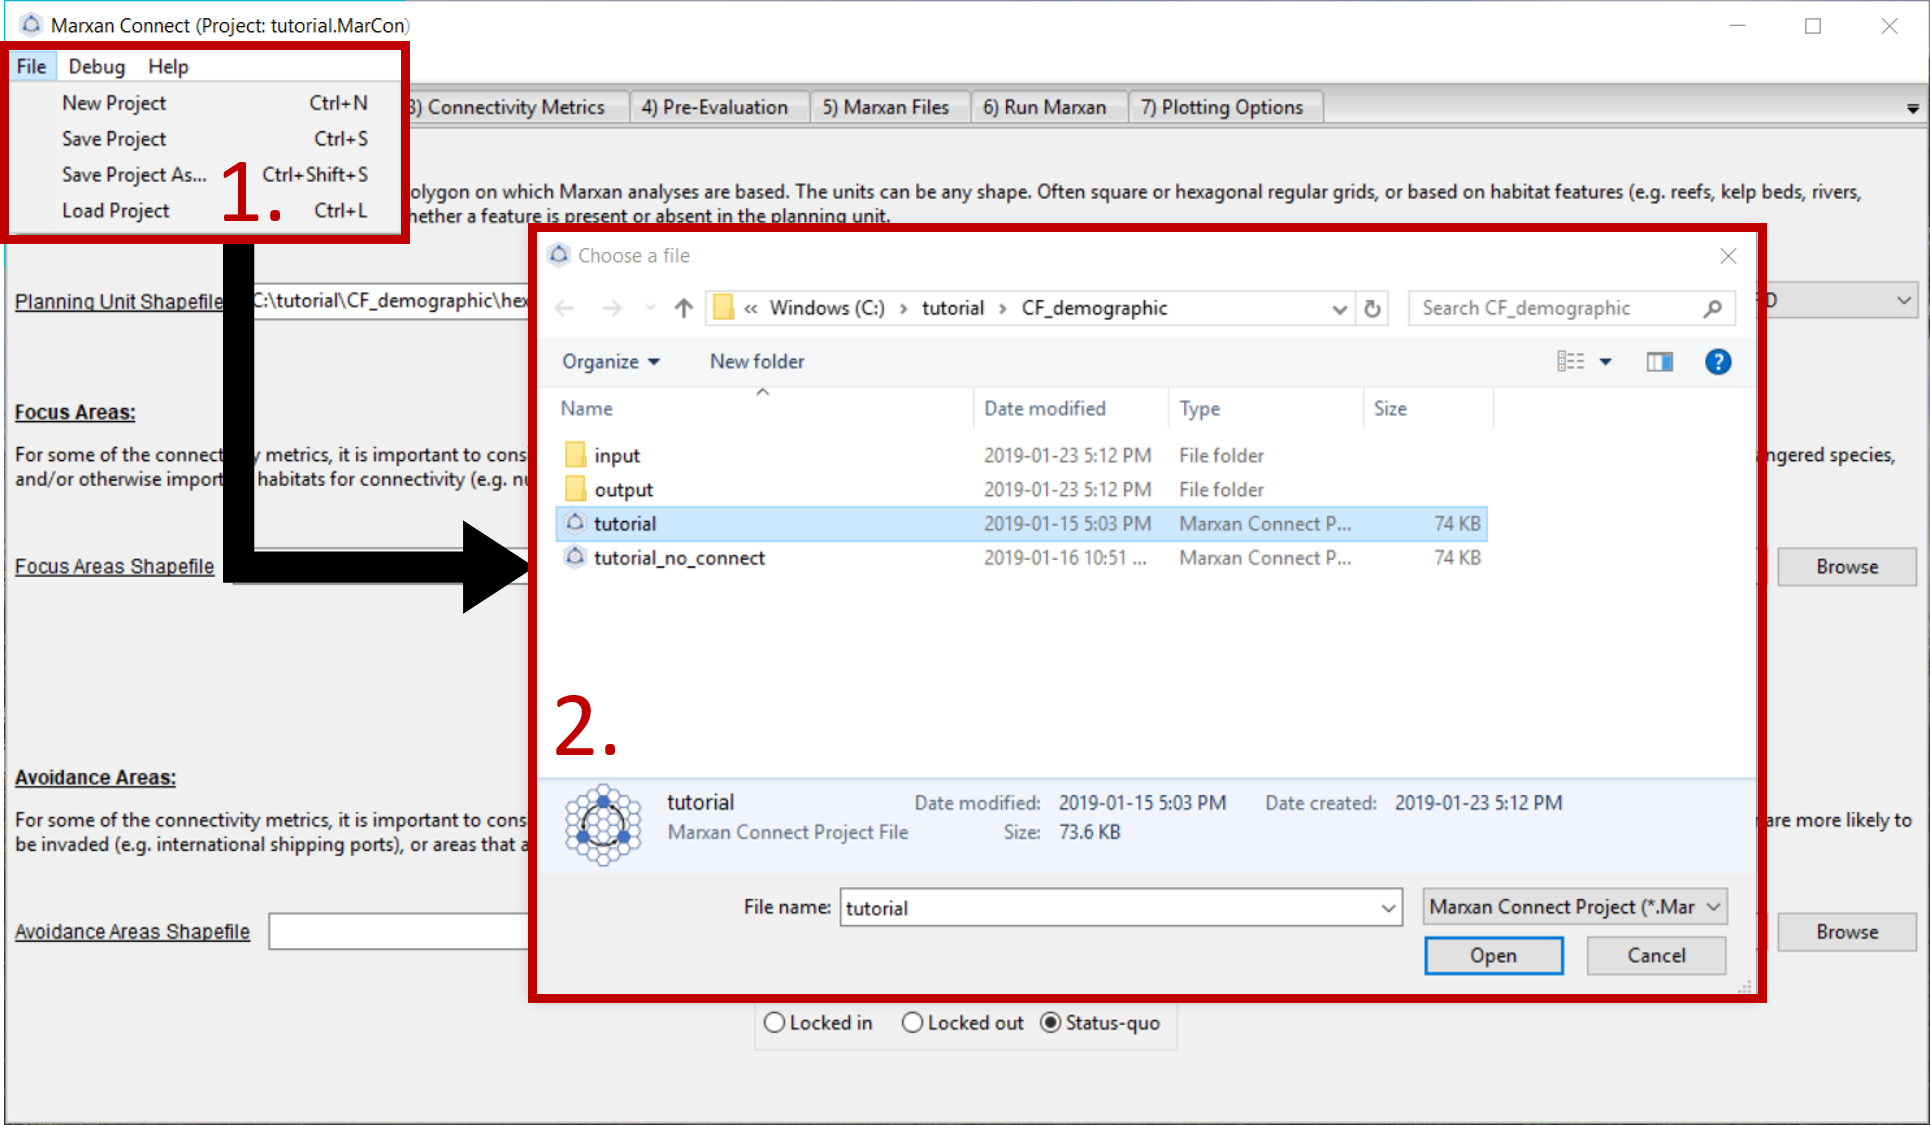 Marxan Connect (Project: tutorial.MarCon)
File Debug Help
New Project Ctrl+N
Save Project Ctrl+S
Save Project As... Ctrl+Shift+S
Load Project Ctrl+L
1.
3) Connectivity Metrics 4) Pre-Evaluation 5) Marxan Files 6) Run Marxan 7) Plotting Options
olygon on which Marxan analyses are based. The units can be any shape. Often square or hexagonal regular grids, or based on habitat features (e.g. reefs, kelp beds, rivers,
hether a feature is present or absent in the planning unit.
Planning Unit Shapefile C:\tutorial\CF_demographic\hex
D
Focus Areas:
For some of the connect y metrics, it is important to cons
ngered species,
and/or otherwise import habitats for connectivity (e.g. nu
Focus Areas Shapefile
Browse
Avoidance Areas:
For some of the connectivity metrics, it is important to cons
are more likely to
be invaded (e.g. international shipping ports), or areas that a
Avoidance Areas Shapefile
Browse
Locked in Locked out Status-quo
Choose a file
« Windows (C:) › tutorial › CF_demographic
Search CF_demographic
Organize New folder
?
Name Date modified Type Size
input 2019-01-23 5:12 PM File folder
output 2019-01-23 5:12 PM File folder
tutorial 2019-01-15 5:03 PM Marxan Connect P... 74 KB
tutorial_no_connect 2019-01-16 10:51 ... Marxan Connect P... 74 KB
2.
tutorial Date modified: 2019-01-15 5:03 PM Date created: 2019-01-23 5:12 PM
Marxan Connect Project File Size: 73.6 KB
File name: tutorial Marxan Connect Project (*.Mar
Open Cancel